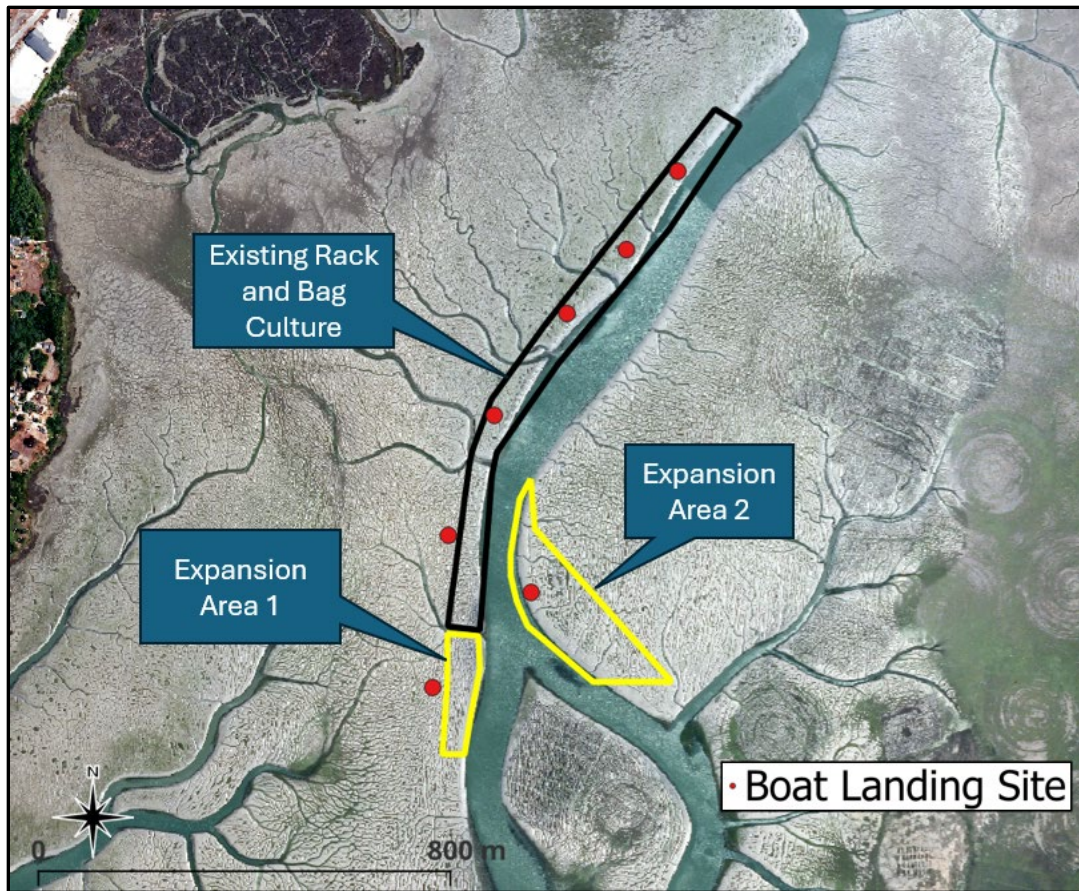 Existing Rack
and Bag
Culture
Expansion
Area 2
Expansion
Area 1
N
Boat Landing Site
0
800 m